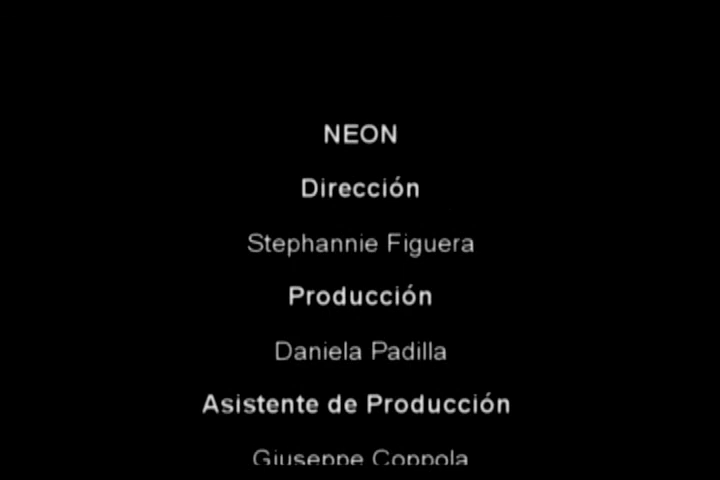 NEON
Dirección
Stephannie Figuera
Producción
Daniela Padilla
Asistente de Producción
Giuseppe Coppola